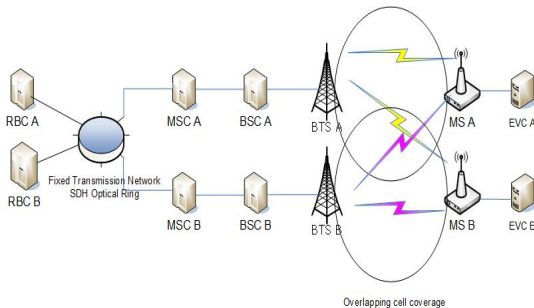 RBC A
MSC A
BSC A
BTS A
MS A
EVC A
Fixed Transmission Network
SDH Optical Ring
RBC B
MSC B
BSC B
BTS B
MS B
EVC B
Overlapping cell coverage